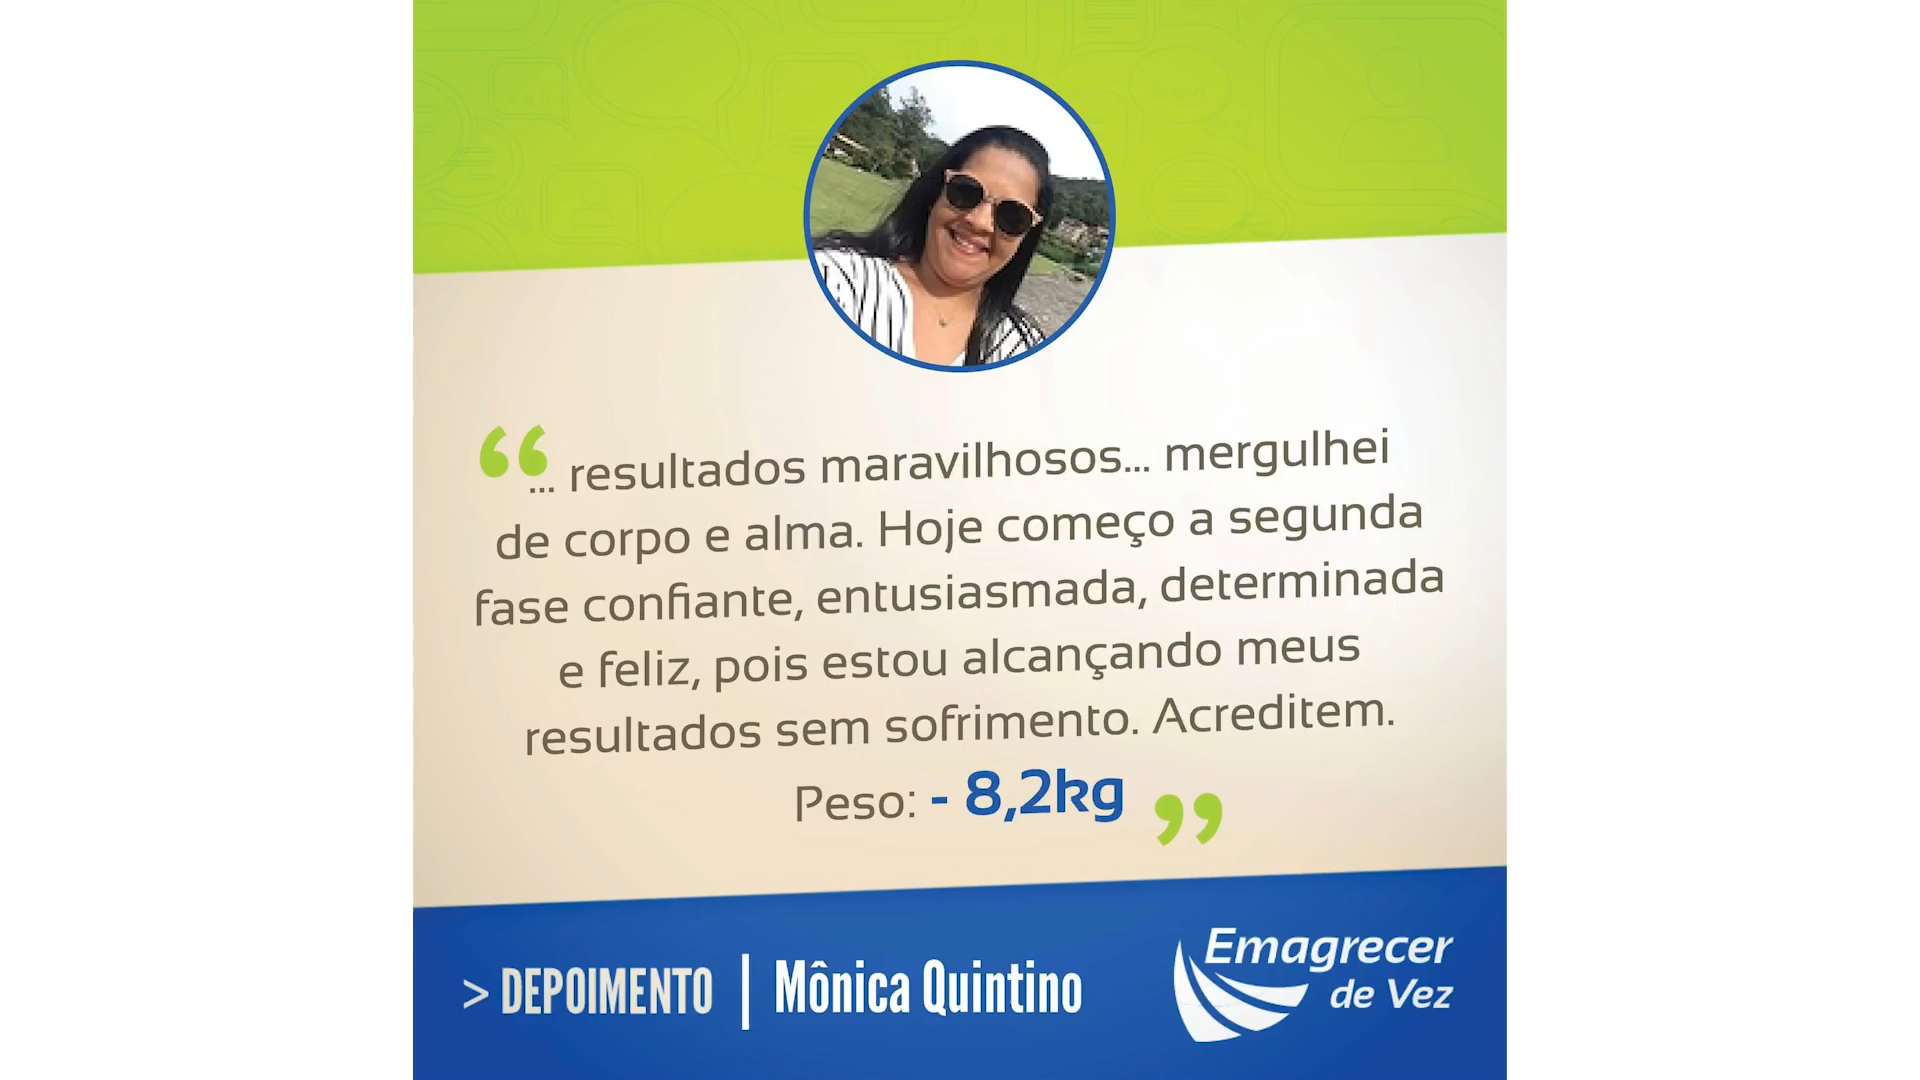 “... resultados maravilhosos... mergulhei
de corpo e alma. Hoje começo a segunda
fase confiante, entusiasmada, determinada
e feliz, pois estou alcançando meus
resultados sem sofrimento. Acreditem.
Peso: - 8,2kg ”
> DEPOIMENTO | Mônica Quintino
Emagrecer
de Vez